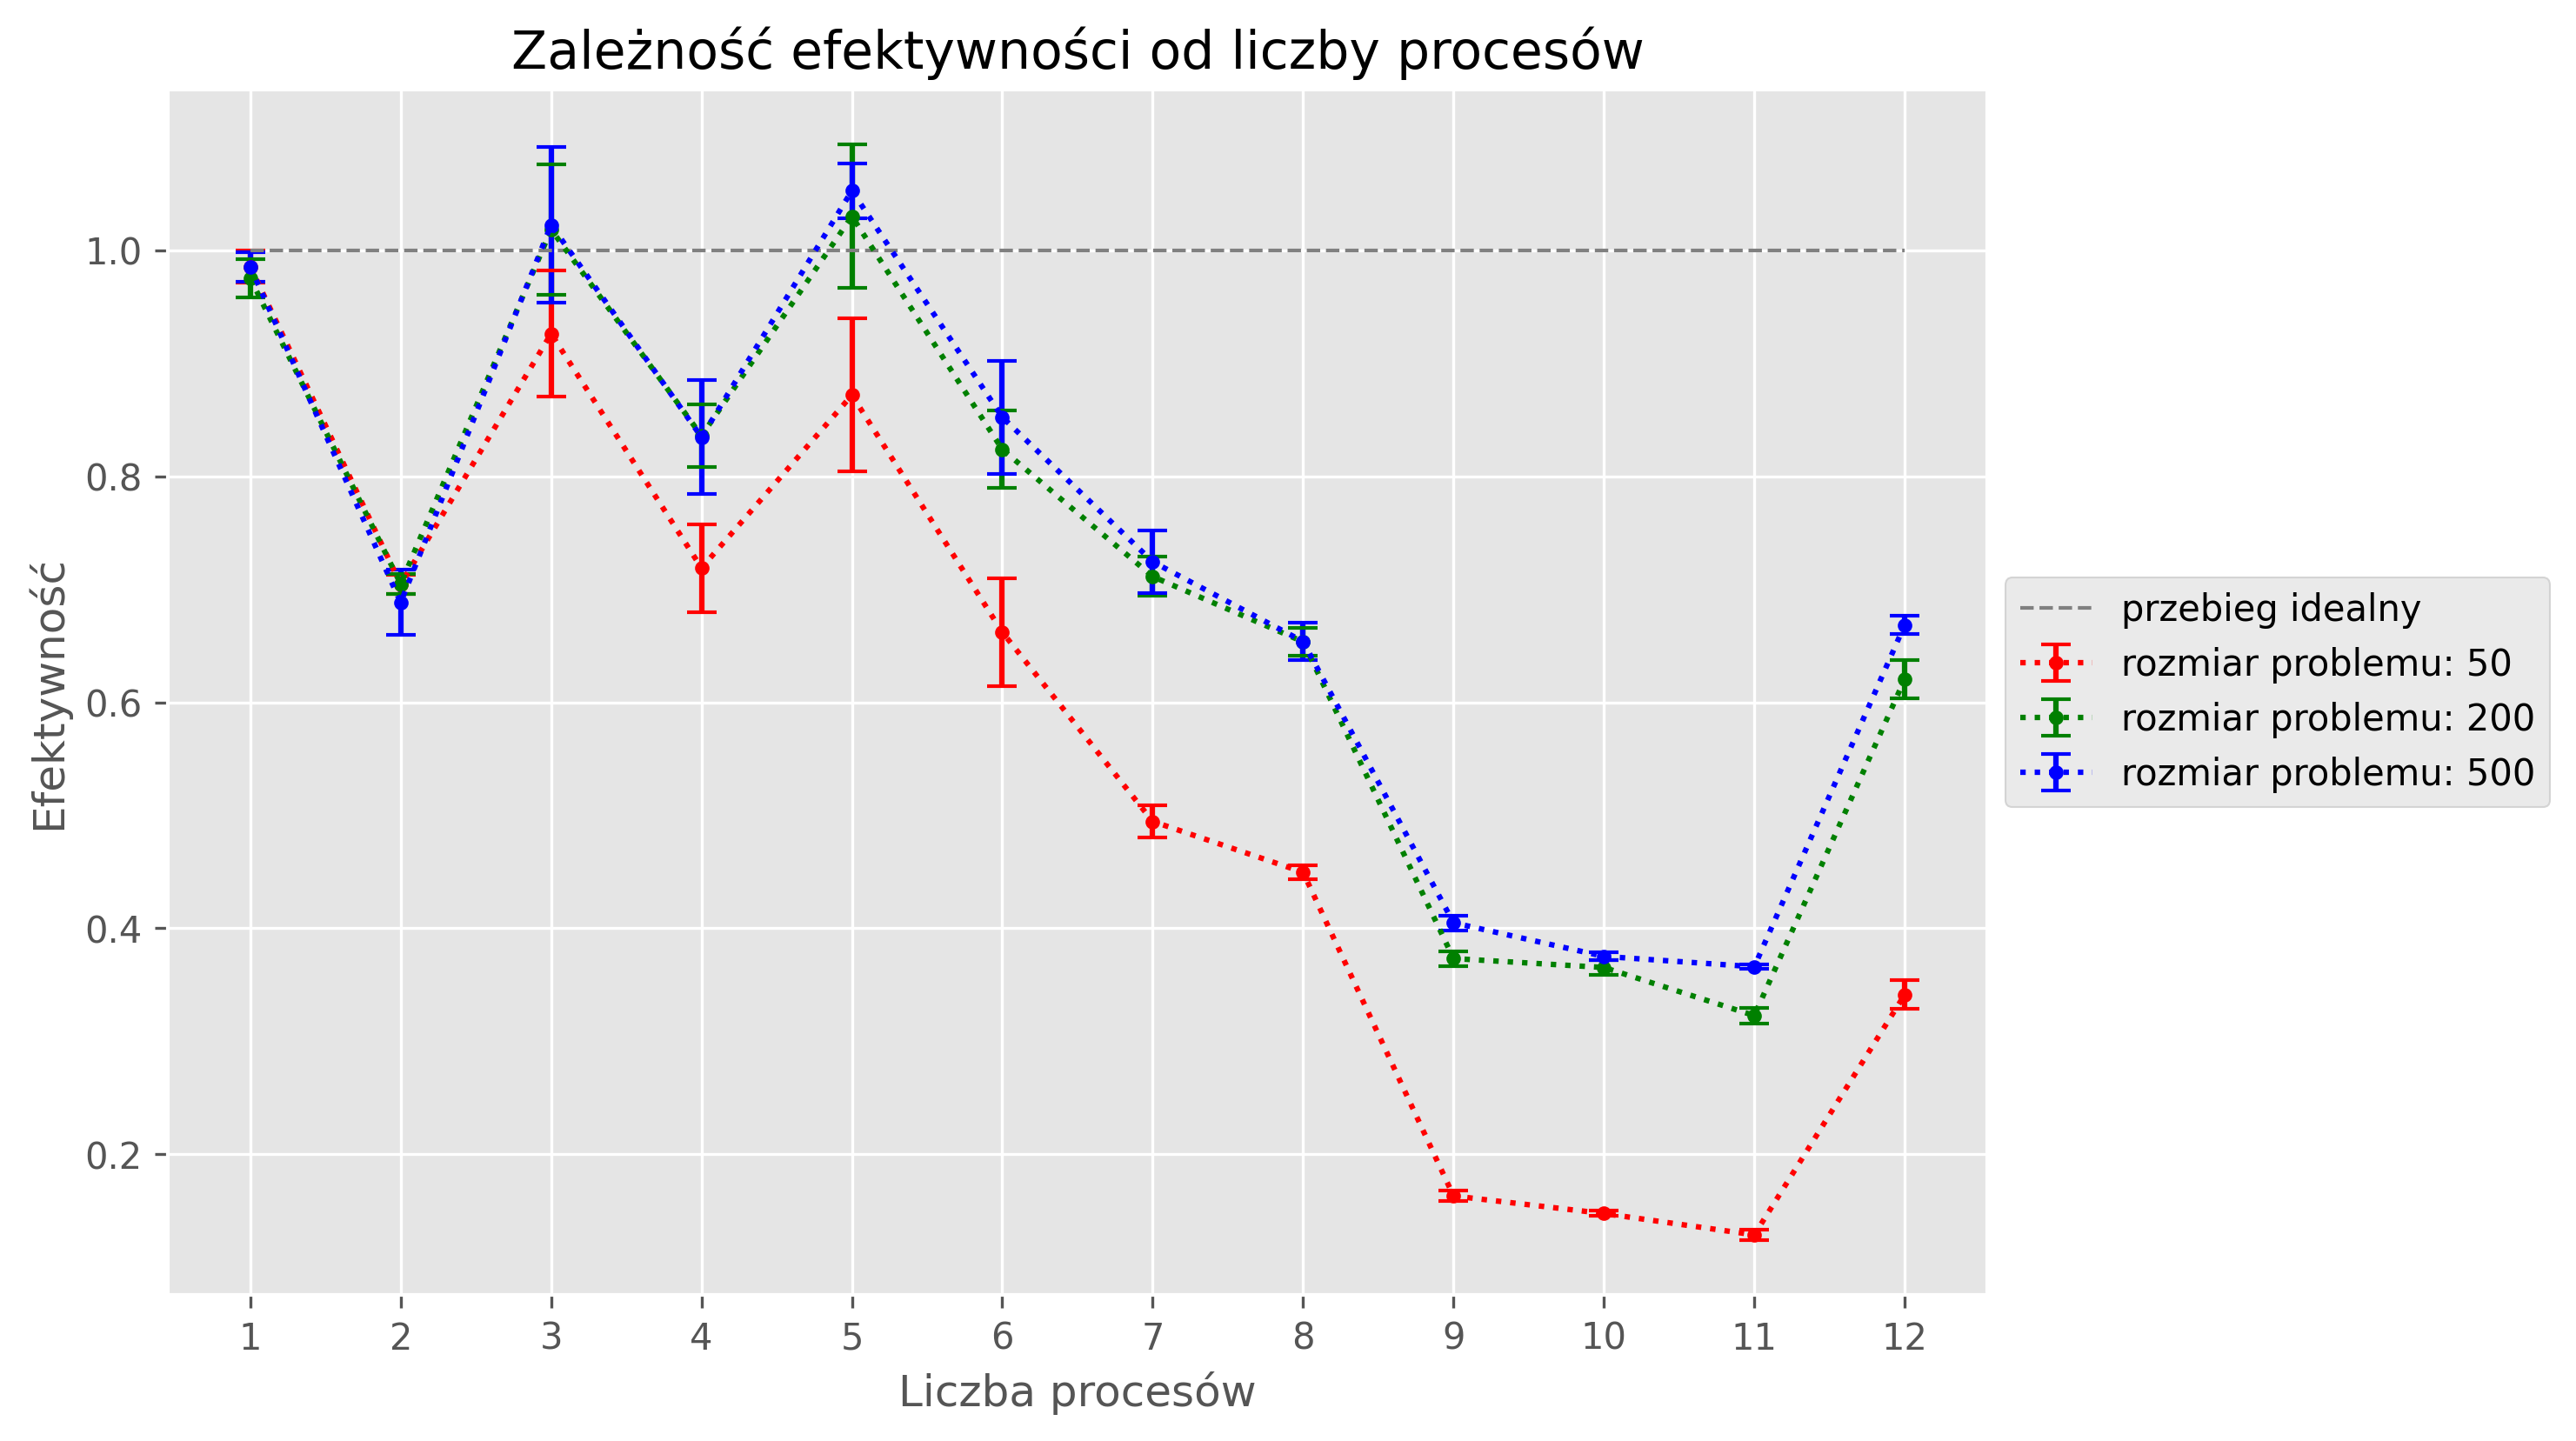 Zależność efektywności od liczby procesów
Efektywność
1.0
0.8
0.6
0.4
0.2
1 2 3 4 5 6 7 8 9 10 11 12
Liczba procesów
przebieg idealny
rozmiar problemu: 50
rozmiar problemu: 200
rozmiar problemu: 500